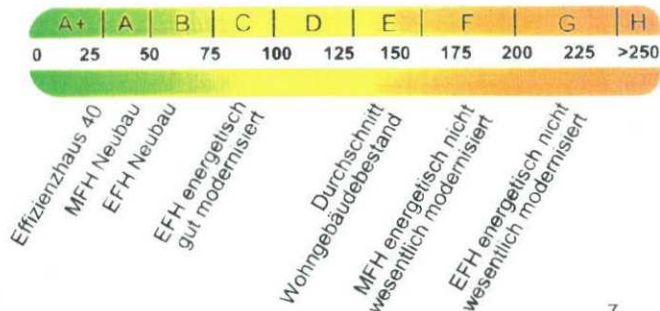 A+ A B C D E F G H
0 25 50 75 100 125 150 175 200 225 >250
Effizienzhaus 40
MFH Neubau
EFH Neubau
EFH energetisch
gut modernisiert
Durchschnitt
Wohngebäudebestand
MFH energetisch nicht
wesentlich modernisiert
EFH energetisch nicht
wesentlich modernisiert
7